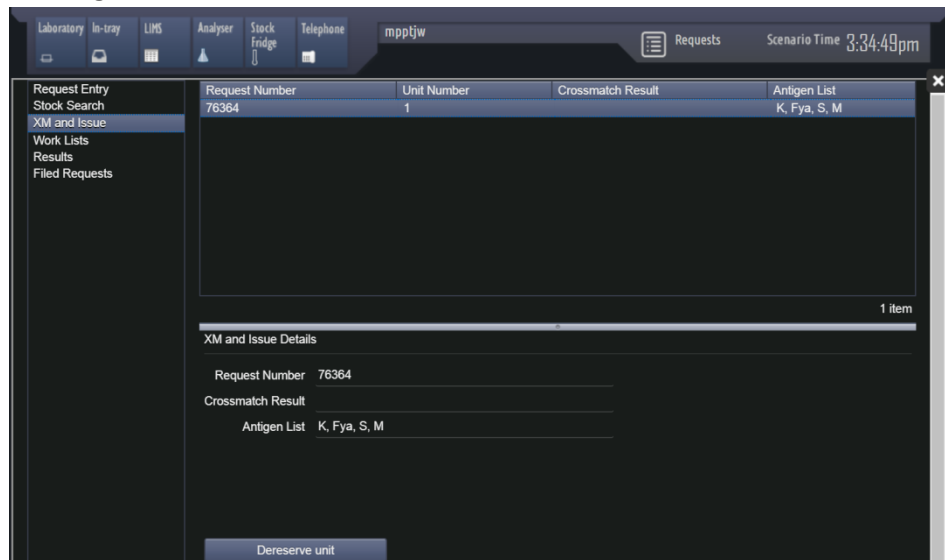 Laboratory In-tray LIMS Analyser Stock Fridge Telephone
mpptjw
Requests
Scenario Time 3:34:49pm
Request Entry
Stock Search
XM and Issue
Work Lists
Results
Filed Requests
Request Number Unit Number Crossmatch Result Antigen List
76364 1 K, Fya, S, M
1 item
XM and Issue Details
Request Number 76364
Crossmatch Result
Antigen List K, Fya, S, M
Dereserve unit